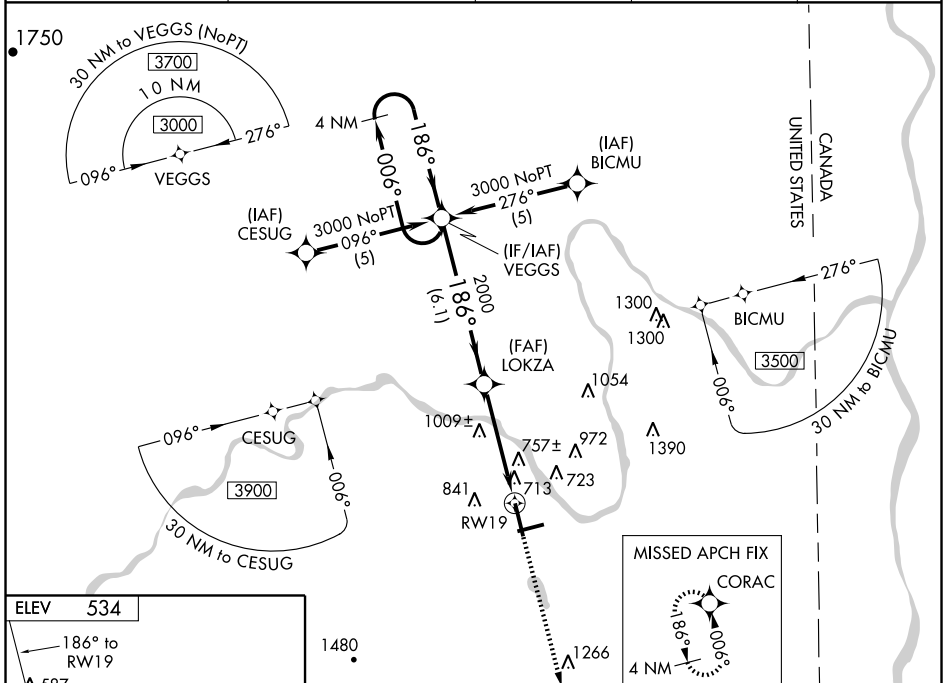 1750
30 NM to VEGGS (NoPT)
3700
10 NM
3000
096°
276°
VEGGS
4 NM
186°
006°
(IAF)
BICMU
3000 NoPT
276°
(5)
(IAF)
CESUG
3000 NoPT
096°
(5)
(IF/IAF)
VEGGS
2000
186°
(6.1)
CANADA
UNITED STATES
276°
BICMU
3500
006°
30 NM to BICMU
1300
1300
(FAF)
LOKZA
1054
096°
CESUG
3900
006°
30 NM to CESUG
1009±
757±
972
1390
713
723
841
RW19
MISSED APCH FIX
CORAC
186°
006°
4 NM
ELEV 534
186° to
RW19
597
1480
1266